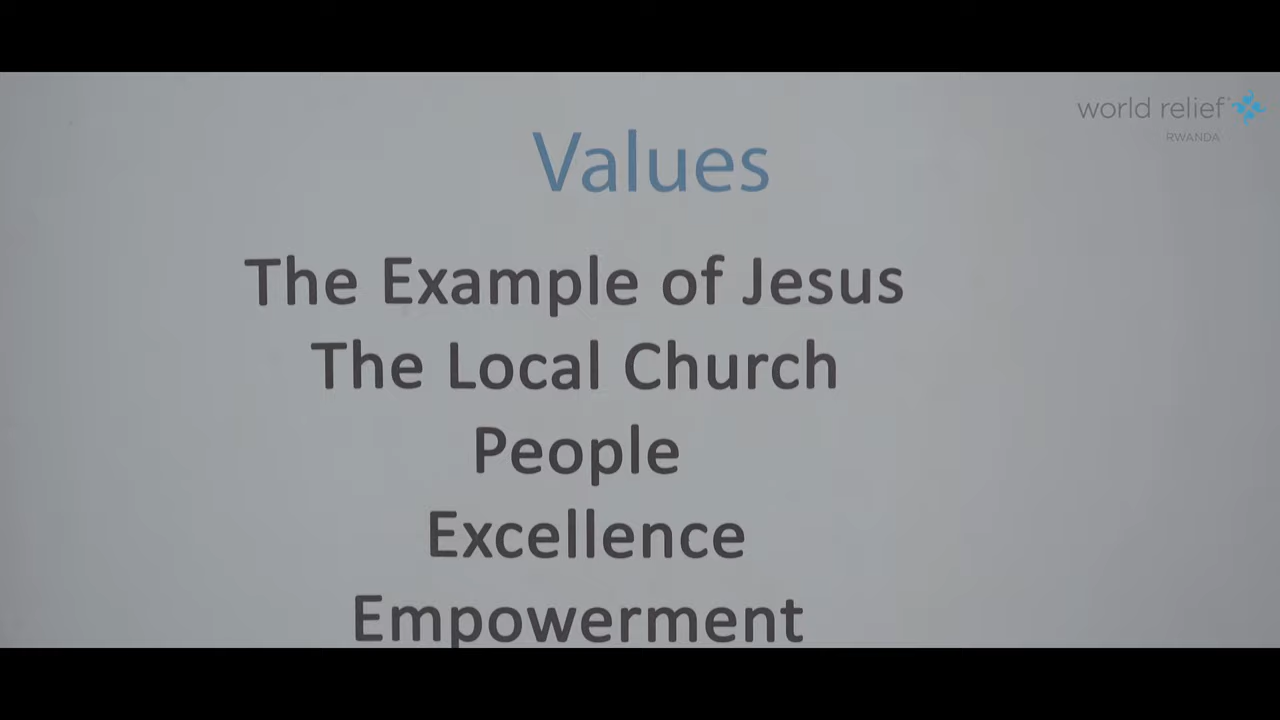 world relief
RWANDA
Values
The Example of Jesus
The Local Church
People
Excellence
Empowerment